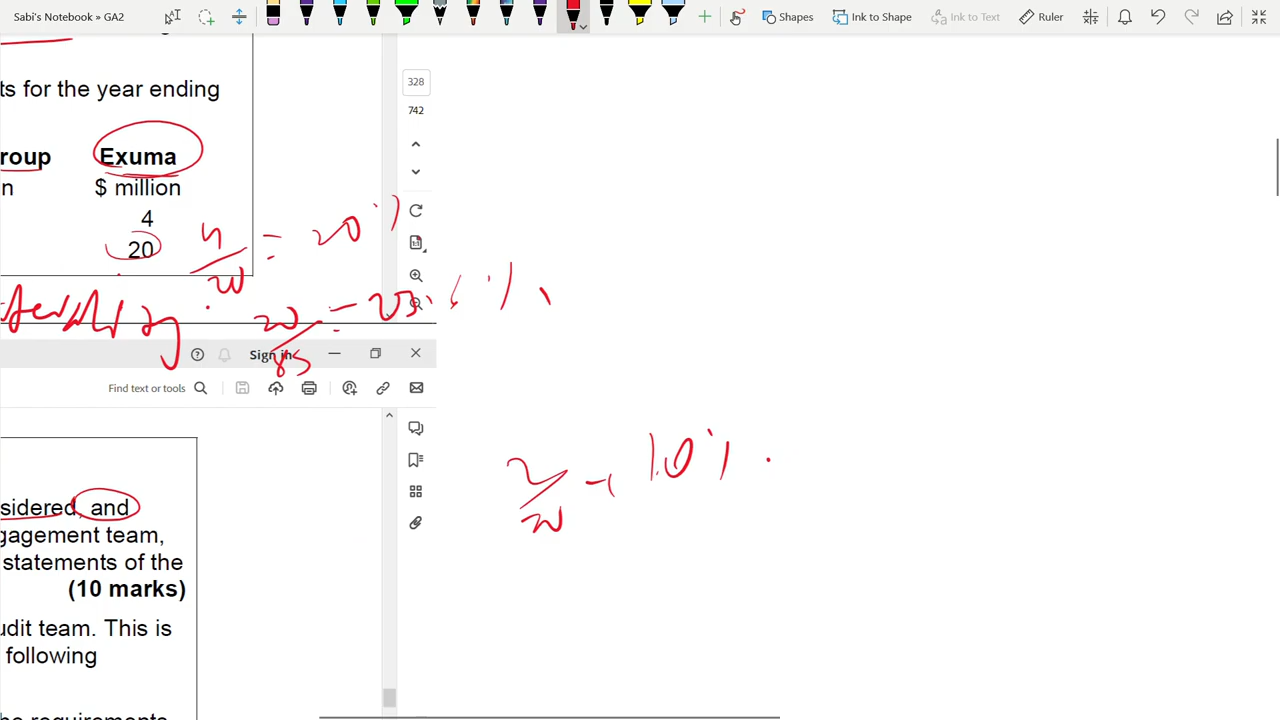 Sabi's Notebook » GA2
Shapes
Ink to Shape
Ink to Text
Ruler
ts for the year ending
roup Exuma
n $ million
4
20
4/20 = 20%
20/85 = 23.
328
742
Sign in
Find text or tools
sidered, and
gagement team,
statements of the
(10 marks)
udit team. This is
following
he requirements
2/20 = 10%.